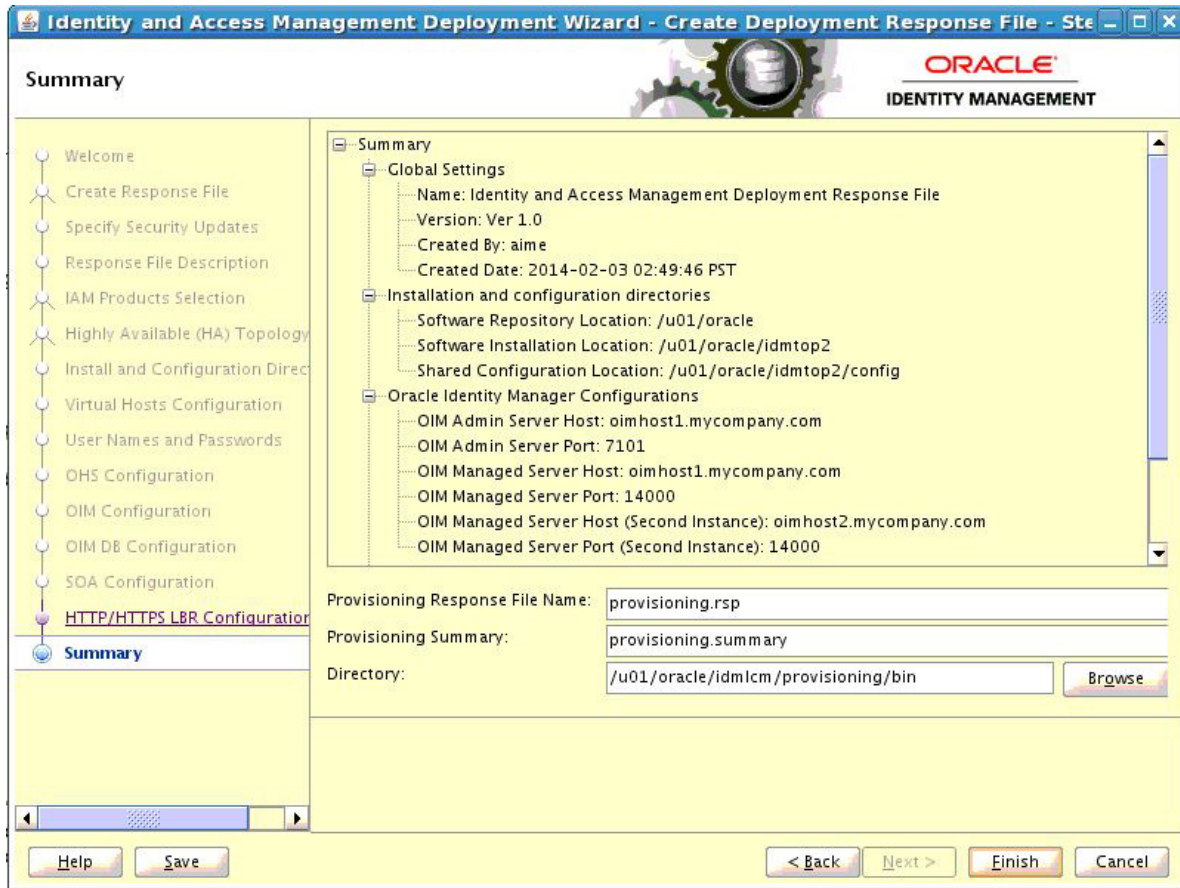 Identity and Access Management Deployment Wizard - Create Deployment Response File - Ste
Summary
ORACLE
IDENTITY MANAGEMENT
Welcome
Create Response File
Specify Security Updates
Response File Description
IAM Products Selection
Highly Available (HA) Topology
Install and Configuration Direc
Virtual Hosts Configuration
User Names and Passwords
OHS Configuration
OIM Configuration
OIM DB Configuration
SOA Configuration
HTTP/HTTPS LBR Configuration
Summary
Summary
Global Settings
Name: Identity and Access Management Deployment Response File
Version: Ver 1.0
Created By: aime
Created Date: 2014-02-03 02:49:46 PST
Installation and configuration directories
Software Repository Location: /u01/oracle
Software Installation Location: /u01/oracle/idmtop2
Shared Configuration Location: /u01/oracle/idmtop2/config
Oracle Identity Manager Configurations
OIM Admin Server Host: oimhost1.mycompany.com
OIM Admin Server Port: 7101
OIM Managed Server Host: oimhost1.mycompany.com
OIM Managed Server Port: 14000
OIM Managed Server Host (Second Instance): oimhost2.mycompany.com
OIM Managed Server Port (Second Instance): 14000
Provisioning Response File Name: provisioning.rsp
Provisioning Summary: provisioning.summary
Directory: /u01/oracle/idmlcm/provisioning/bin Browse
Help Save < Back Next > Finish Cancel